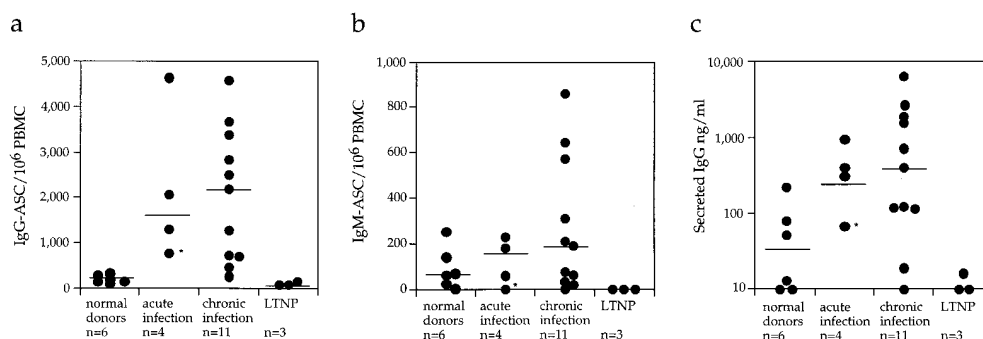 a
IgG-ASC/10⁶ PBMC
5,000
4,000
3,000
2,000
1,000
0
*
normal donors n=6
acute infection n=4
chronic infection n=11
LTNP n=3
b
IgM-ASC/10⁶ PBMC
1,000
800
600
400
200
0
*
normal donors n=6
acute infection n=4
chronic infection n=11
LTNP n=3
c
Secreted IgG ng/ml
10,000
1,000
100
10
*
normal donors n=6
acute infection n=4
chronic infection n=11
LTNP n=3